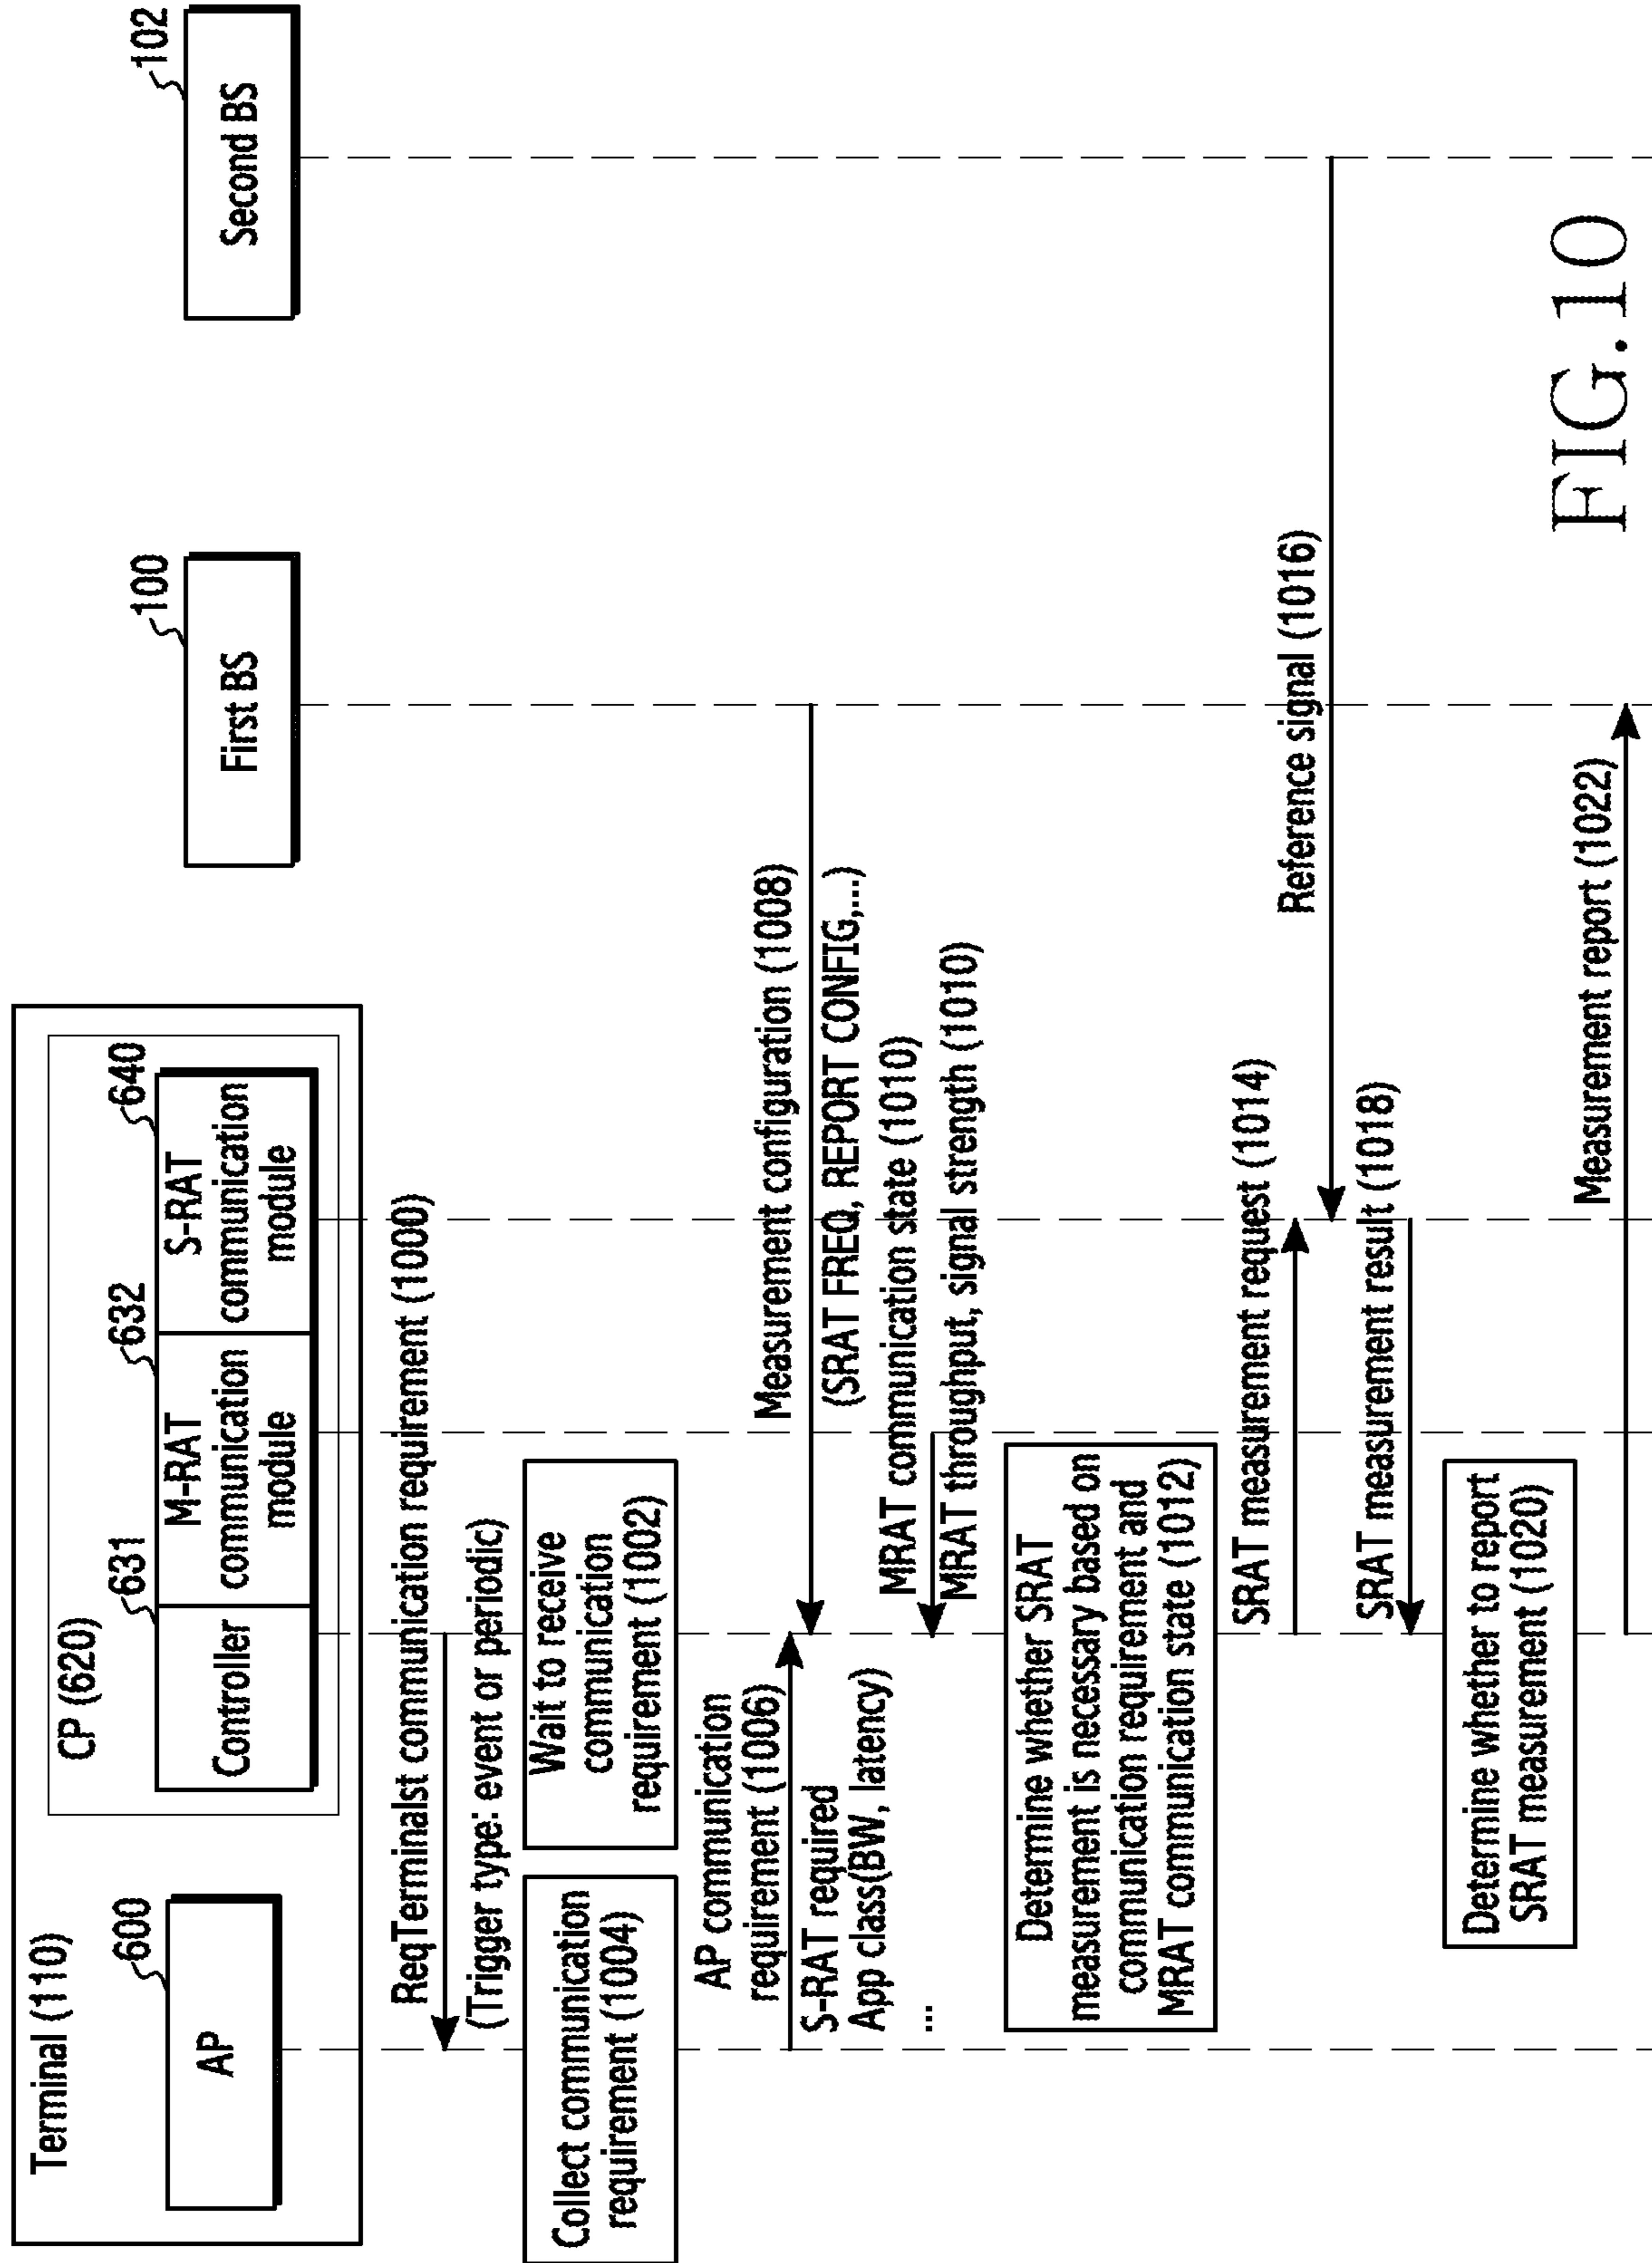 Terminal (110)
CP (620)
600
631
632
640
100
102
AP
Controller
M-RAT
communication
module
S-RAT
communication
module
First BS
Second BS
ReqTerminalst communication requirement (1000)
(Trigger type: event or periodic)
Collect communication
requirement (1004)
Wait to receive
communication
requirement (1002)
AP communication
requirement (1006)
S-RAT required
App class(BW, latency)
...
Measurement configuration (1008)
(SRAT FREQ, REPORT CONFIG,...)
MRAT communication state (1010)
MRAT throughput, signal strength (1010)
Determine whether SRAT
measurement is necessary based on
communication requirement and
MRAT communication state (1012)
SRAT measurement request (1014)
Reference signal (1016)
SRAT measurement result (1018)
Determine whether to report
SRAT measurement (1020)
Measurement report (1022)
FIG.10